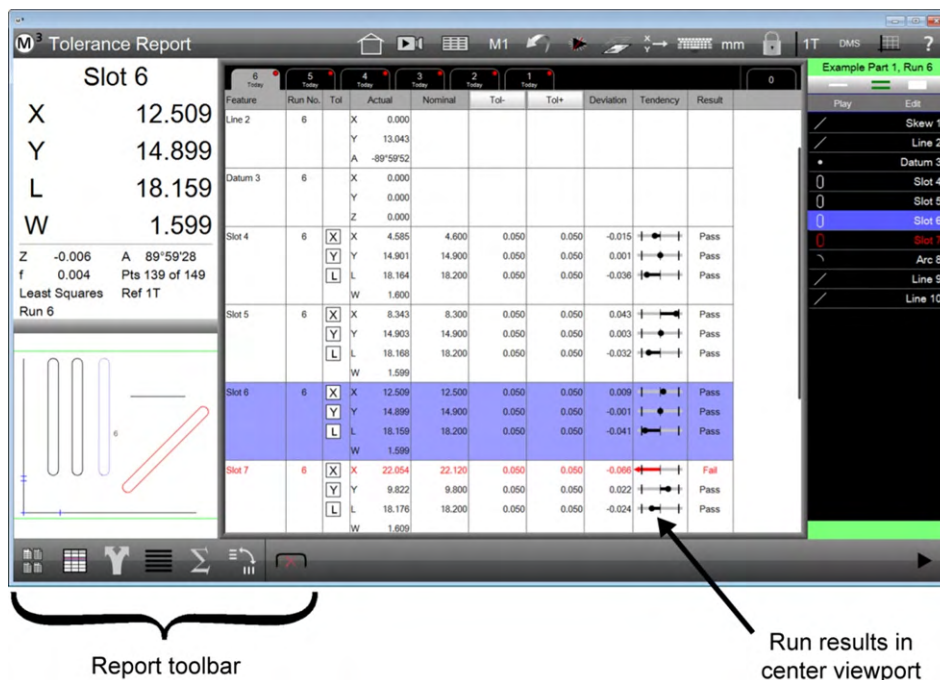 M³ Tolerance Report
M1
mm
1T
DMS
?
Slot 6
X 12.509
Y 14.899
L 18.159
W 1.599
Z -0.006 A 89°59'28
f 0.004 Pts 139 of 149
Least Squares Ref 1T
Run 6
6
6 Today 5 Today 4 Today 3 Today 2 Today 1 Today 0
Feature Run No. Tol Actual Nominal Tol- Tol+ Deviation Tendency Result
Line 2 6 X 0.000
Y 13.043
A -89°59'52
Datum 3 6 X 0.000
Y 0.000
Z 0.000
Slot 4 6 X X 4.585 4.600 0.050 0.050 -0.015 Pass
Y Y 14.901 14.900 0.050 0.050 0.001 Pass
L L 18.164 18.200 0.050 0.050 -0.036 Pass
W 1.600
Slot 5 6 X X 8.343 8.300 0.050 0.050 0.043 Pass
Y Y 14.903 14.900 0.050 0.050 0.003 Pass
L L 18.168 18.200 0.050 0.050 -0.032 Pass
W 1.599
Slot 6 6 X X 12.509 12.500 0.050 0.050 0.009 Pass
Y Y 14.899 14.900 0.050 0.050 -0.001 Pass
L L 18.159 18.200 0.050 0.050 -0.041 Pass
W 1.599
Slot 7 6 X X 22.054 22.120 0.050 0.050 -0.066 Fail
Y Y 9.822 9.800 0.050 0.050 0.022 Pass
L L 18.176 18.200 0.050 0.050 -0.024 Pass
W 1.609
Example Part 1, Run 6
Play Edit
Skew 1
Line 2
Datum 3
Slot 4
Slot 5
Slot 6
Slot 7
Arc 8
Line 9
Line 10
Report toolbar
Run results in
center viewport